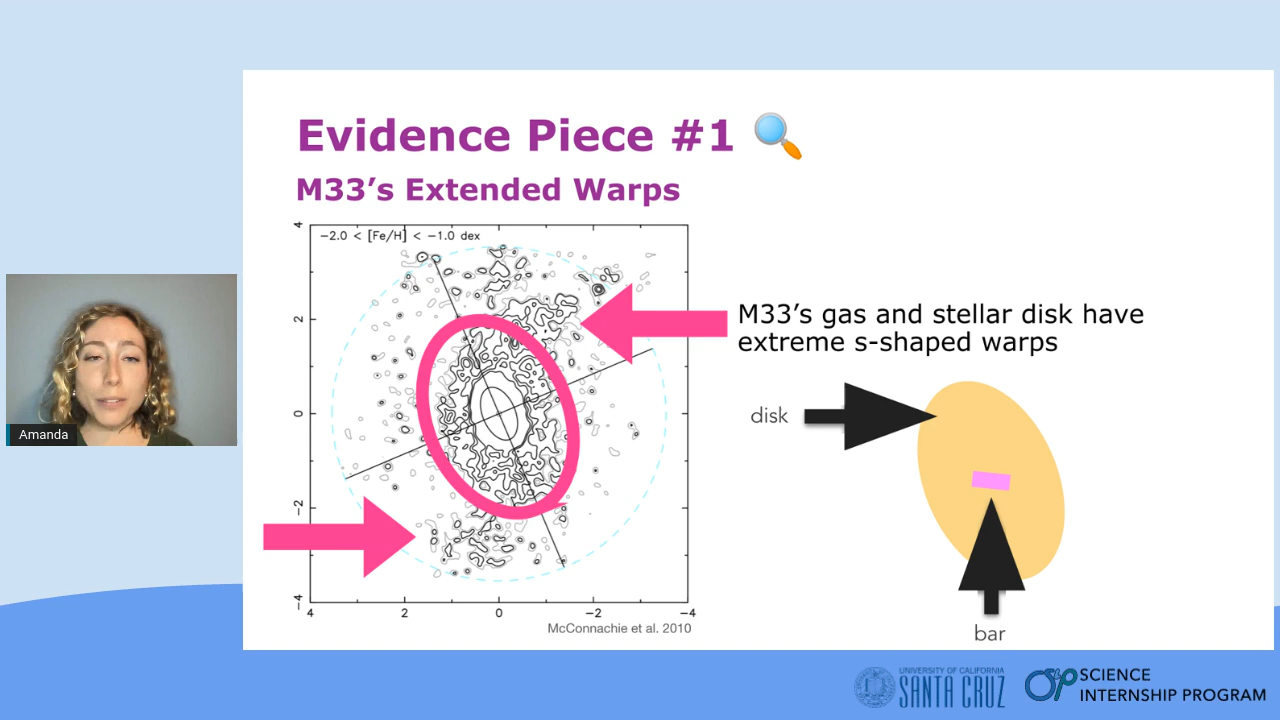 Evidence Piece #1
M33's Extended Warps
4
−2.0 < [Fe/H] < −1.0 dex
2
0
−2
−4
4 2 0 −2 −4
McConnachie et al. 2010
M33's gas and stellar disk have
extreme s-shaped warps
disk
bar
Amanda
UNIVERSITY OF CALIFORNIA
SANTA CRUZ
SIP
SCIENCE
INTERNSHIP PROGRAM